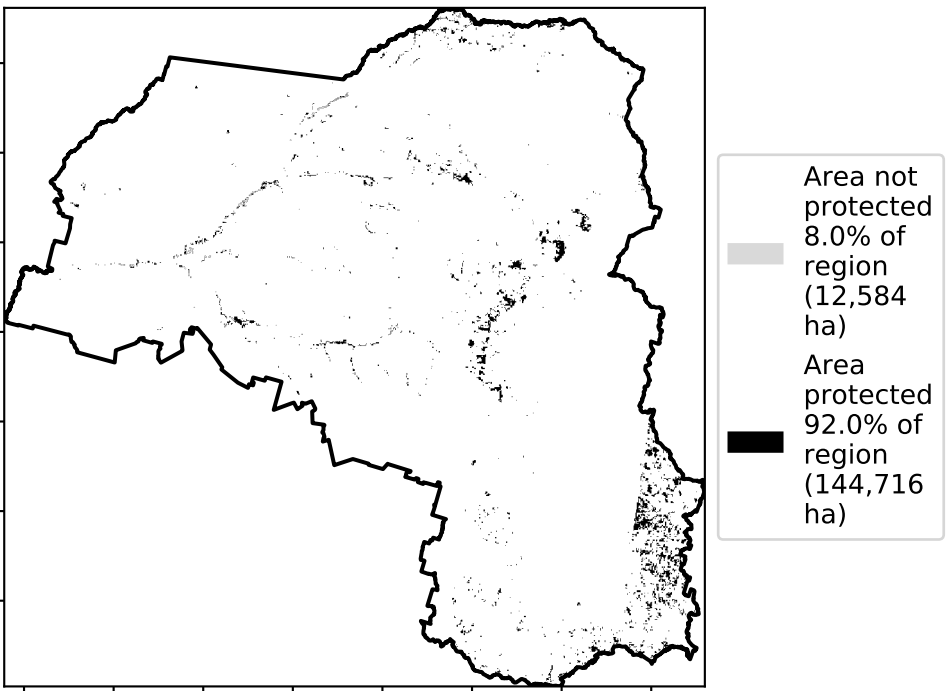 Area not
protected
8.0% of
region
(12,584
ha)
Area
protected
92.0% of
region
(144,716
ha)